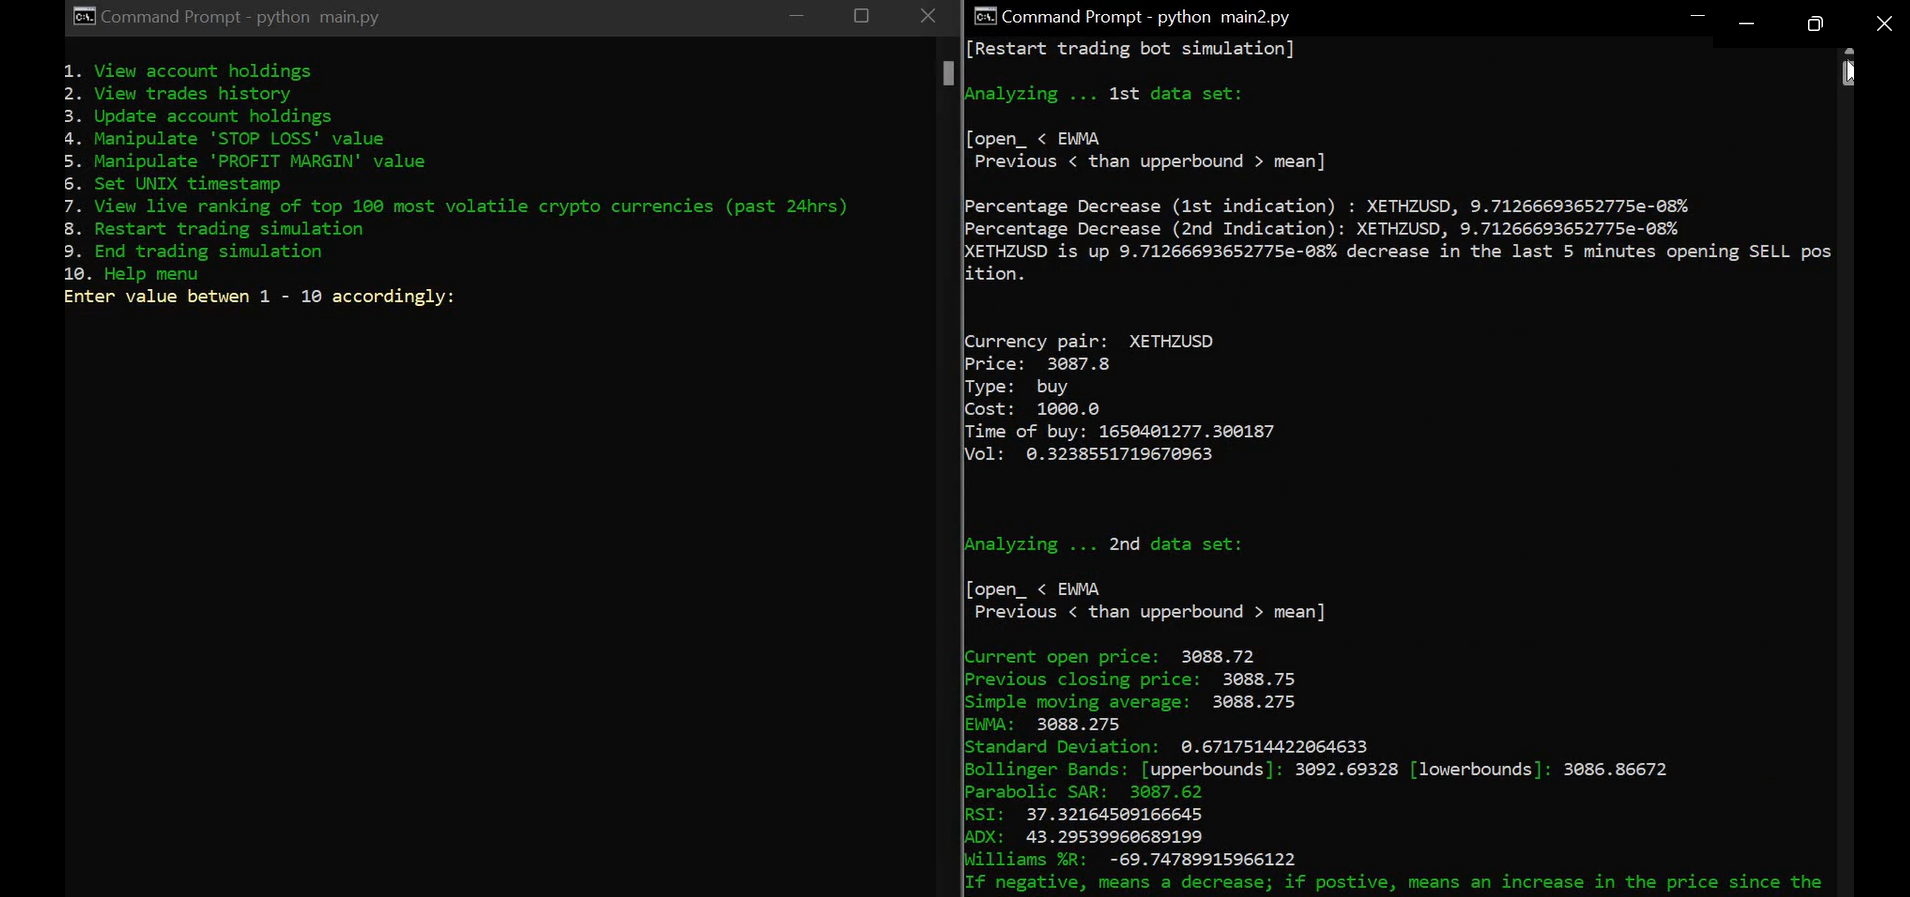 Command Prompt - python main.py
1. View account holdings
2. View trades history
3. Update account holdings
4. Manipulate 'STOP LOSS' value
5. Manipulate 'PROFIT MARGIN' value
6. Set UNIX timestamp
7. View live ranking of top 100 most volatile crypto currencies (past 24hrs)
8. Restart trading simulation
9. End trading simulation
10. Help menu
Enter value betwen 1 - 10 accordingly:
Command Prompt - python main2.py
[Restart trading bot simulation]
Analyzing ... 1st data set:
[open_ < EWMA
Previous < than upperbound > mean]
Percentage Decrease (1st indication) : XETHZUSD, 9.71266693652775e-08%
Percentage Decrease (2nd Indication): XETHZUSD, 9.71266693652775e-08%
XETHZUSD is up 9.71266693652775e-08% decrease in the last 5 minutes opening SELL pos
ition.
Currency pair: XETHZUSD
Price: 3087.8
Type: buy
Cost: 1000.0
Time of buy: 1650401277.300187
Vol: 0.3238551719670963
Analyzing ... 2nd data set:
[open_ < EWMA
Previous < than upperbound > mean]
Current open price: 3088.72
Previous closing price: 3088.75
Simple moving average: 3088.275
EWMA: 3088.275
Standard Deviation: 0.6717514422064633
Bollinger Bands: [upperbounds]: 3092.69328 [lowerbounds]: 3086.86672
Parabolic SAR: 3087.62
RSI: 37.32164509166645
ADX: 43.29539960689199
Williams %R: -69.74789915966122
If negative, means a decrease; if postive, means an increase in the price since the